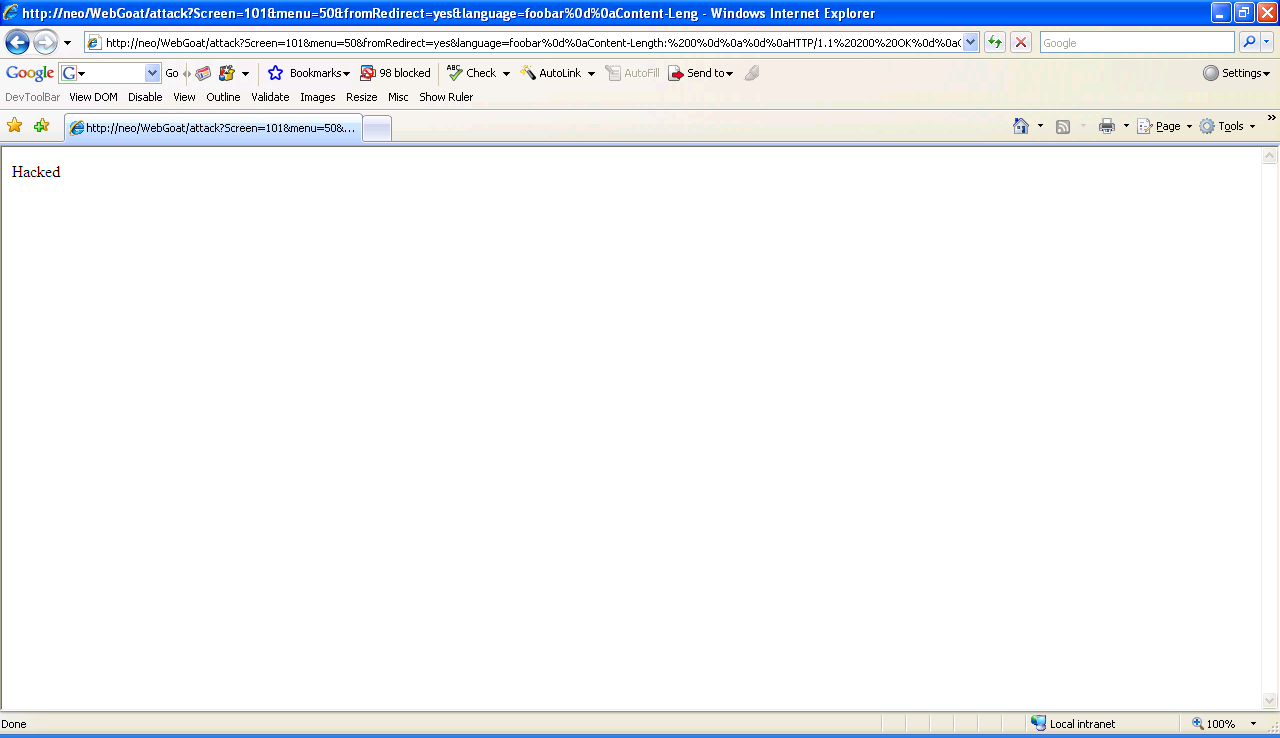 http://neo/WebGoat/attack?Screen=101&menu=50&fromRedirect=yes&language=foobar%0d%0aContent-Leng - Windows Internet Explorer
http://neo/WebGoat/attack?Screen=101&menu=50&fromRedirect=yes&language=foobar%0d%0aContent-Length:%200%0d%0a%0d%0aHTTP/1.1%20200%20OK%0d%0a Google
Google G Go Bookmarks 98 blocked ABC Check AutoLink AutoFill Send to Settings
DevToolBar View DOM Disable View Outline Validate Images Resize Misc Show Ruler
http://neo/WebGoat/attack?Screen=101&menu=50&... Page Tools »
Hacked
Done Local intranet 100%